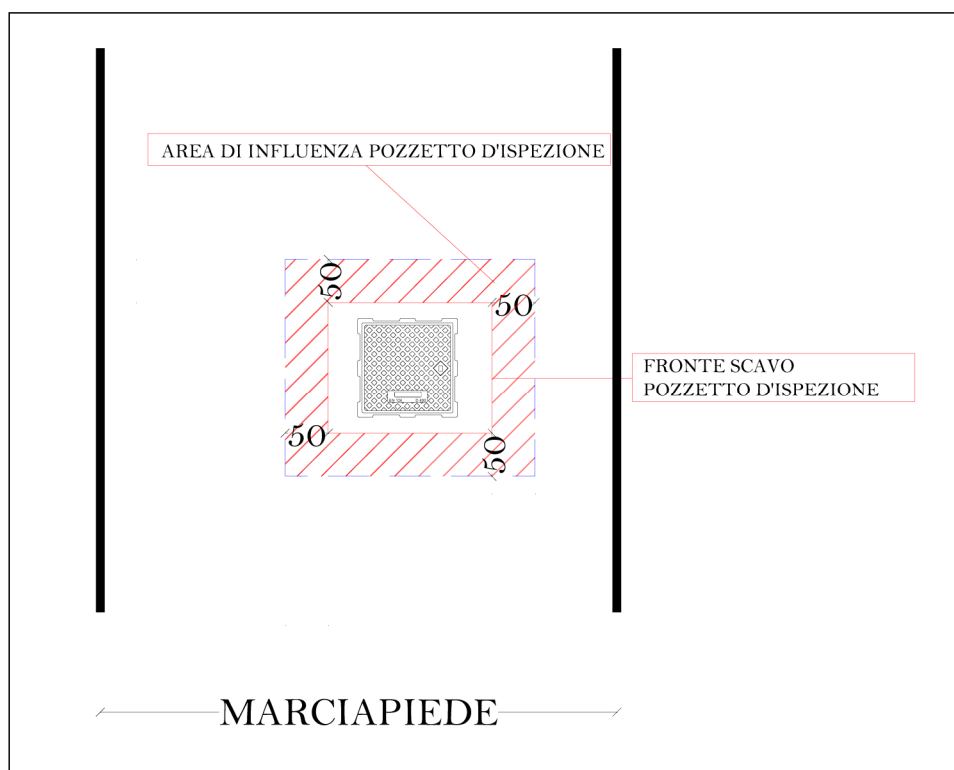 AREA DI INFLUENZA POZZETTO D'ISPEZIONE
50
50
FRONTE SCAVO
POZZETTO D'ISPEZIONE
50
50
MARCIAPIEDE